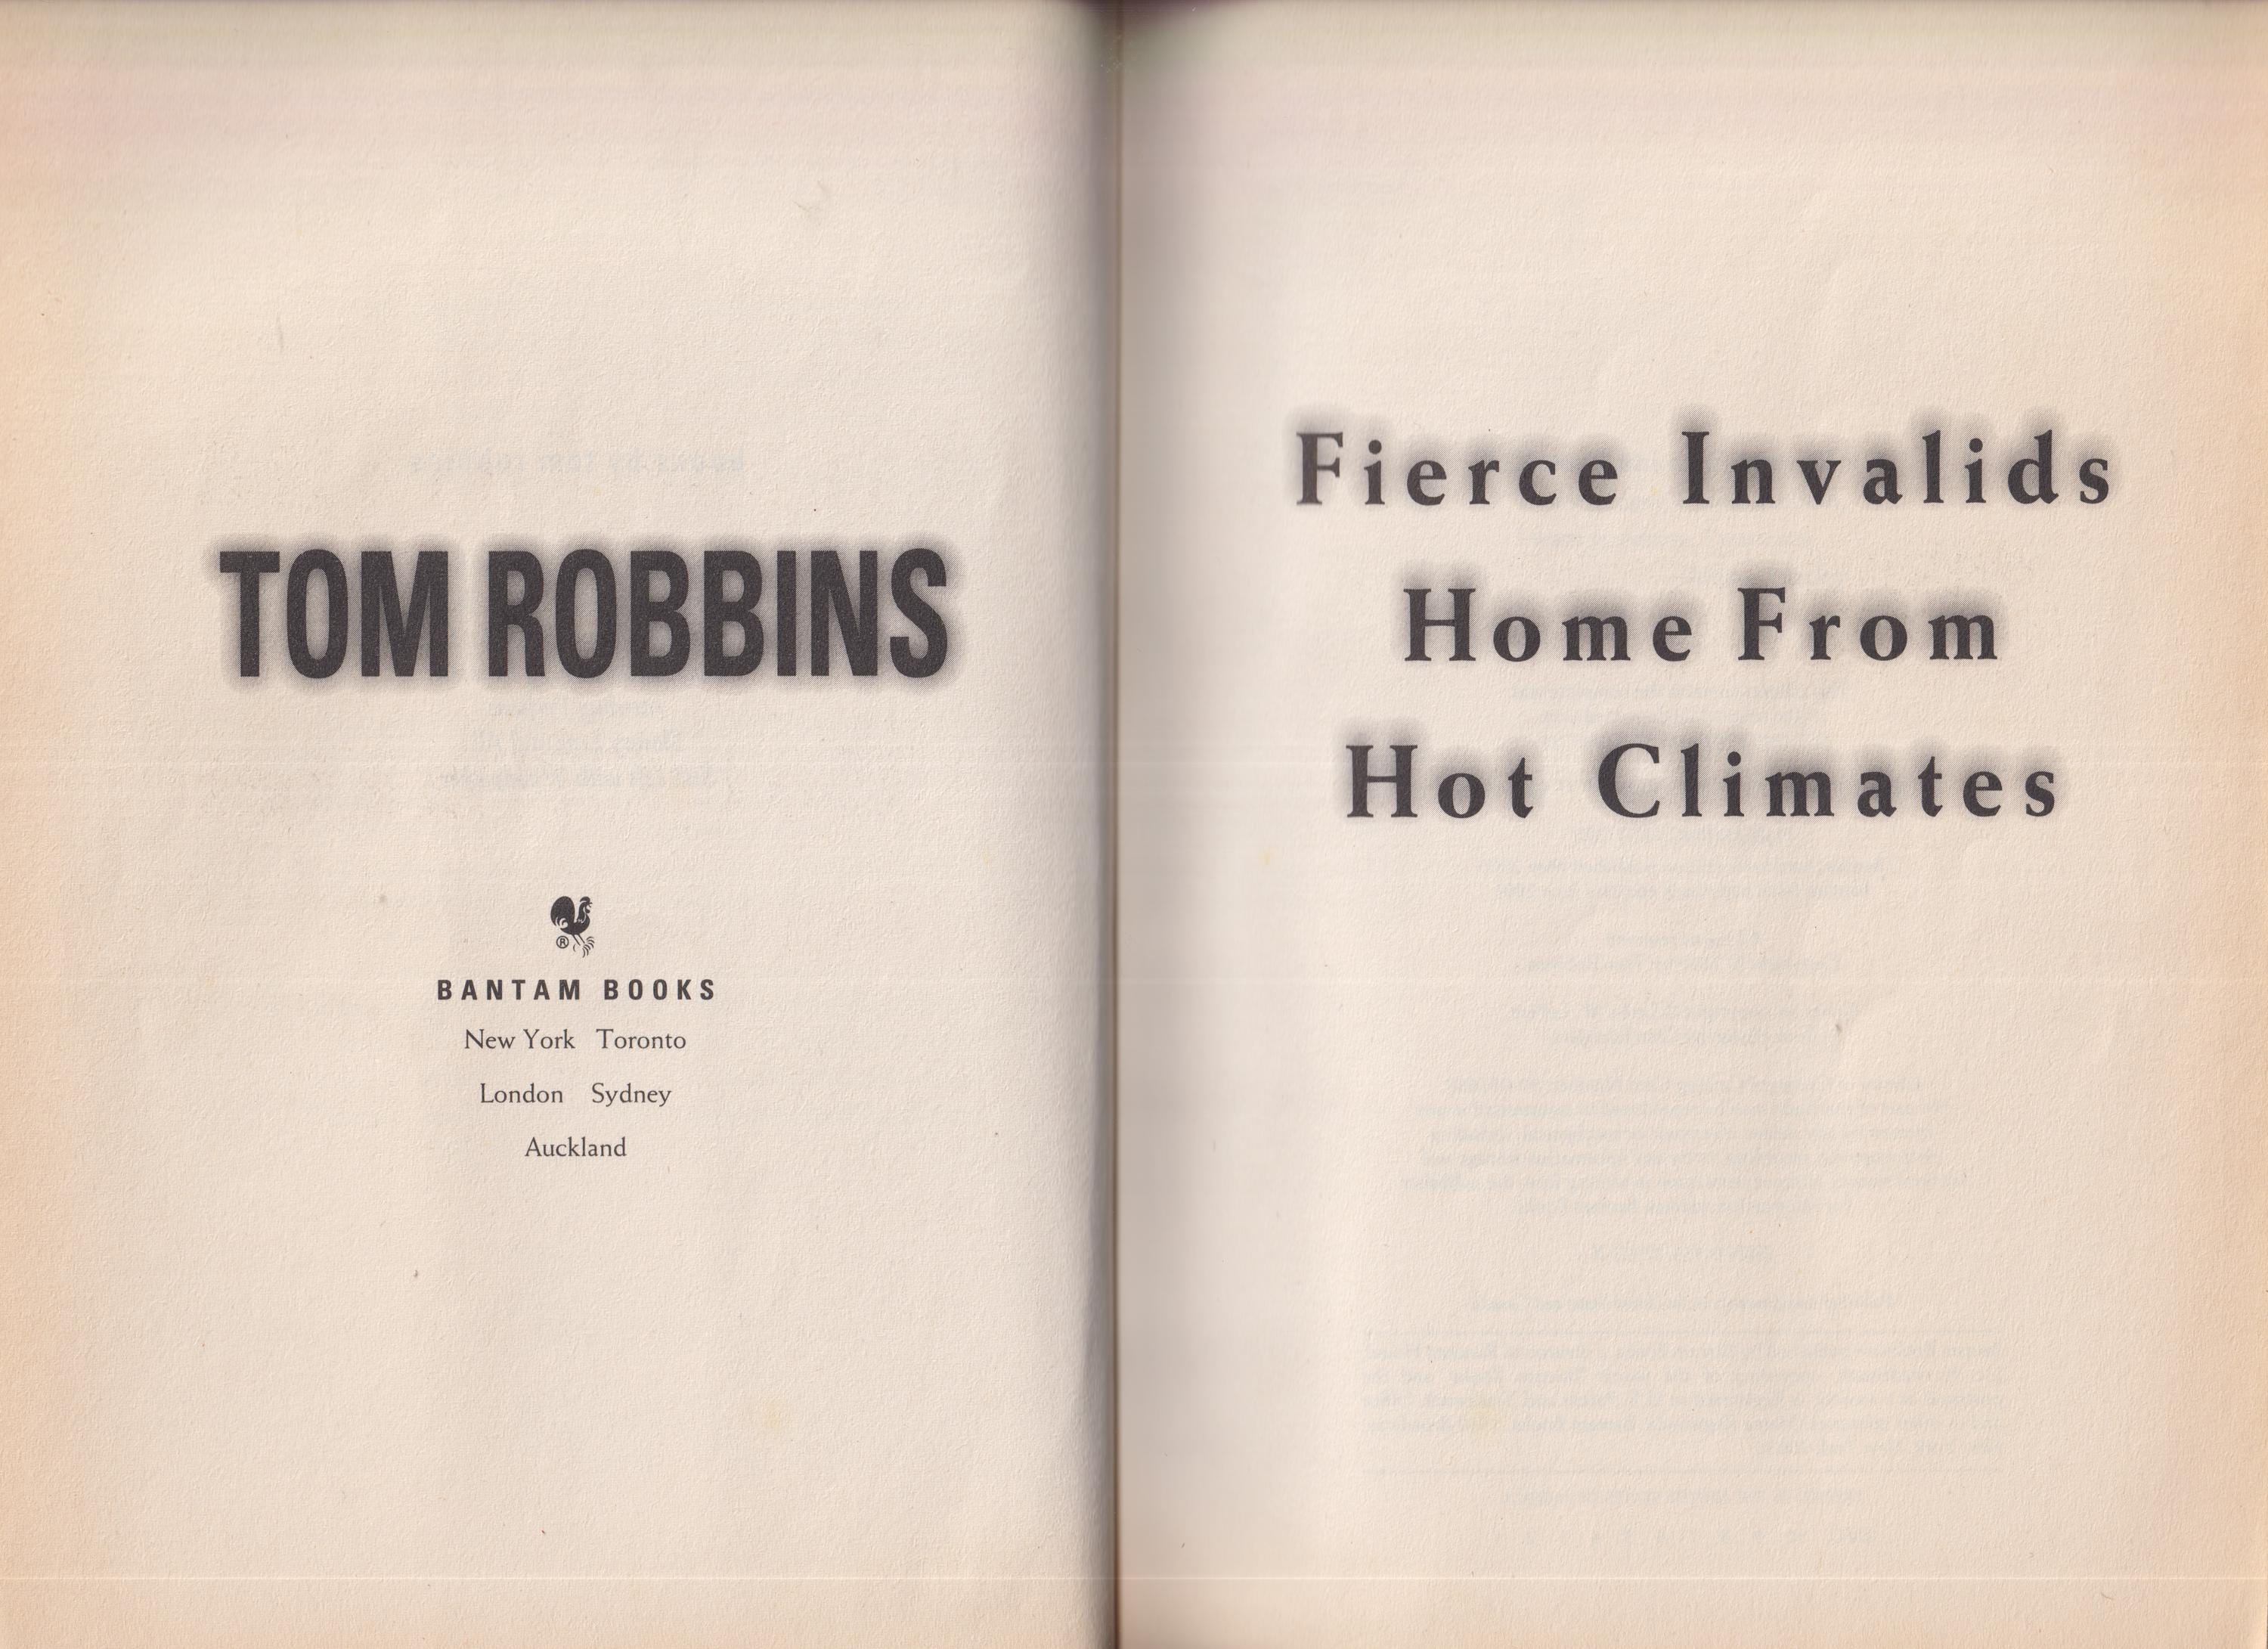 TOM ROBBINS
®
BANTAM BOOKS
New York Toronto
London Sydney
Auckland
Fierce Invalids
Home From
Hot Climates